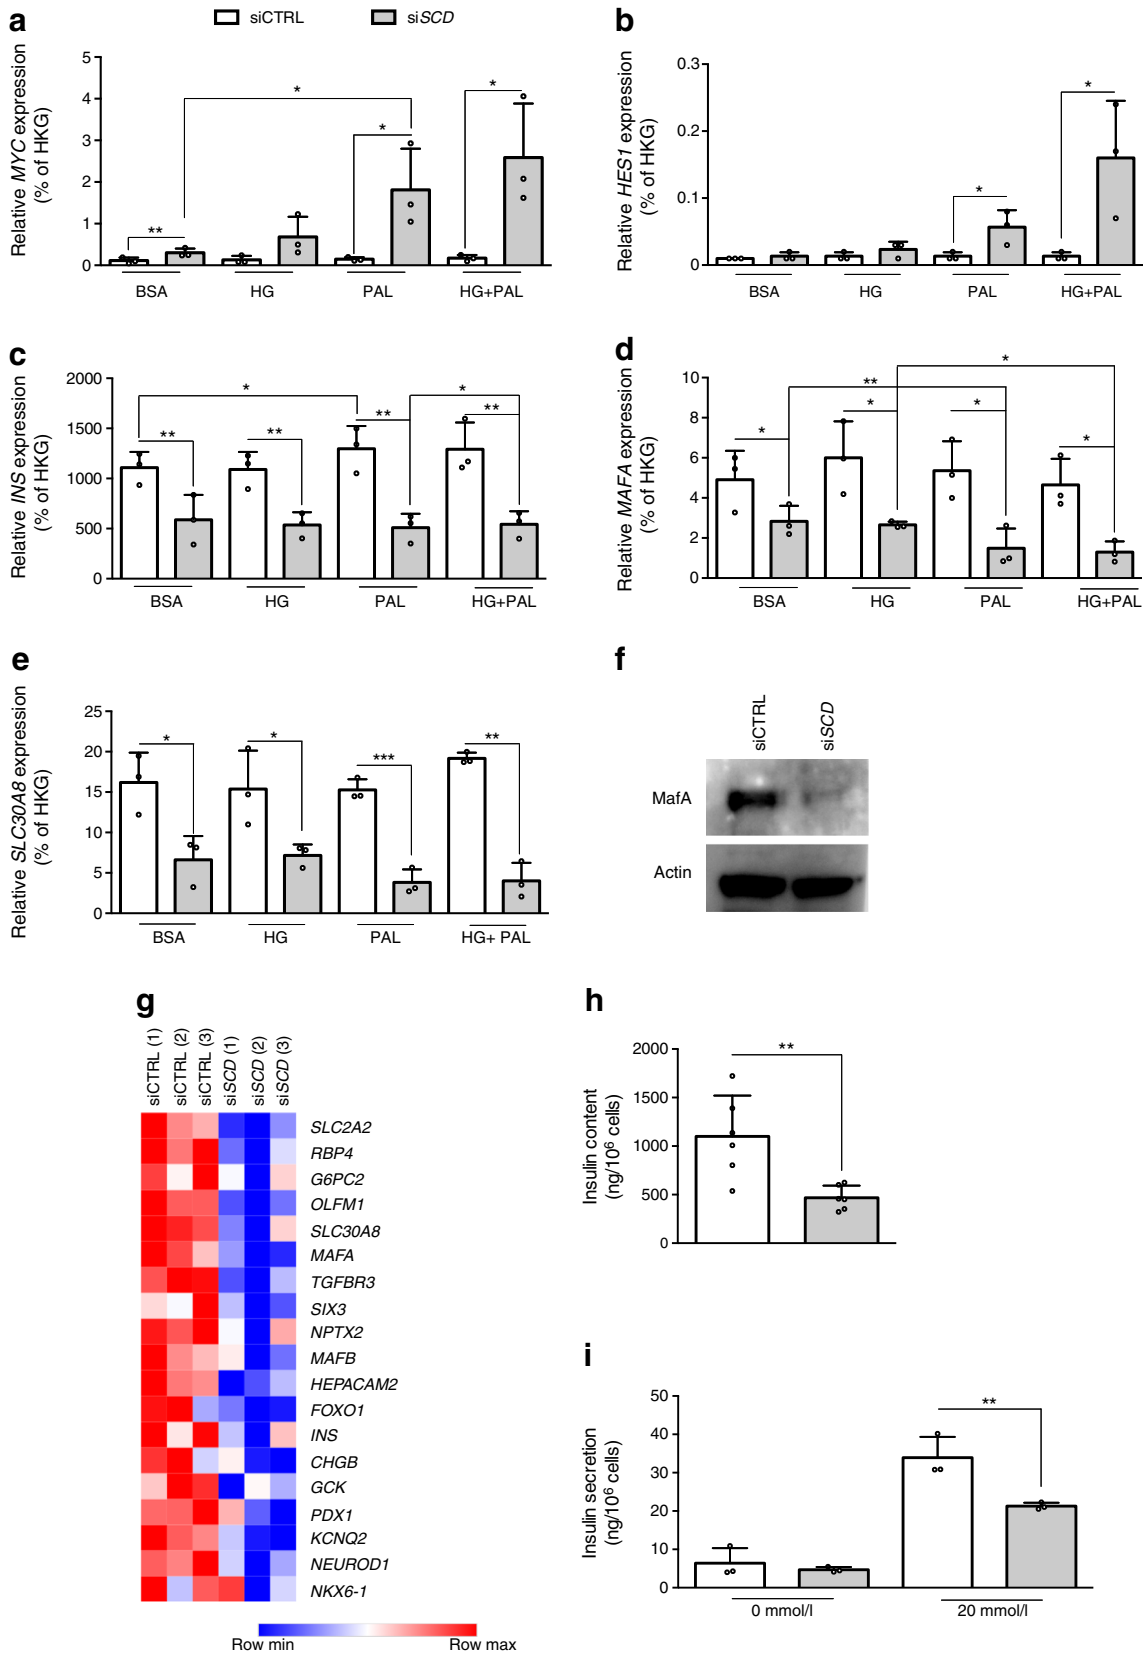 a
siCTRL
siSCD
Relative MYC expression
(% of HKG)
5
4
3
2
1
0
**
*
*
*
BSA
HG
PAL
HG+PAL
b
Relative HES1 expression
(% of HKG)
0.3
0.2
0.1
0
*
*
BSA
HG
PAL
HG+PAL
c
Relative INS expression
(% of HKG)
2000
1500
1000
500
0
**
*
**
**
*
**
BSA
HG
PAL
HG+PAL
d
Relative MAFA expression
(% of HKG)
10
8
6
4
2
0
*
**
*
*
*
*
BSA
HG
PAL
HG+PAL
e
Relative SLC30A8 expression
(% of HKG)
25
20
15
10
5
0
*
*
***
**
BSA
HG
PAL
HG+ PAL
f
siCTRL
siSCD
MafA
Actin
g
siCTRL (1)
siCTRL (2)
siCTRL (3)
siSCD (1)
siSCD (2)
siSCD (3)
SLC2A2
RBP4
G6PC2
OLFM1
SLC30A8
MAFA
TGFBR3
SIX3
NPTX2
MAFB
HEPACAM2
FOXO1
INS
CHGB
GCK
PDX1
KCNQ2
NEUROD1
NKX6-1
Row min
Row max
h
Insulin content
(ng/10⁶ cells)
2000
1500
1000
500
0
**
i
Insulin secretion
(ng/10⁶ cells)
50
40
30
20
10
0
**
0 mmol/l
20 mmol/l